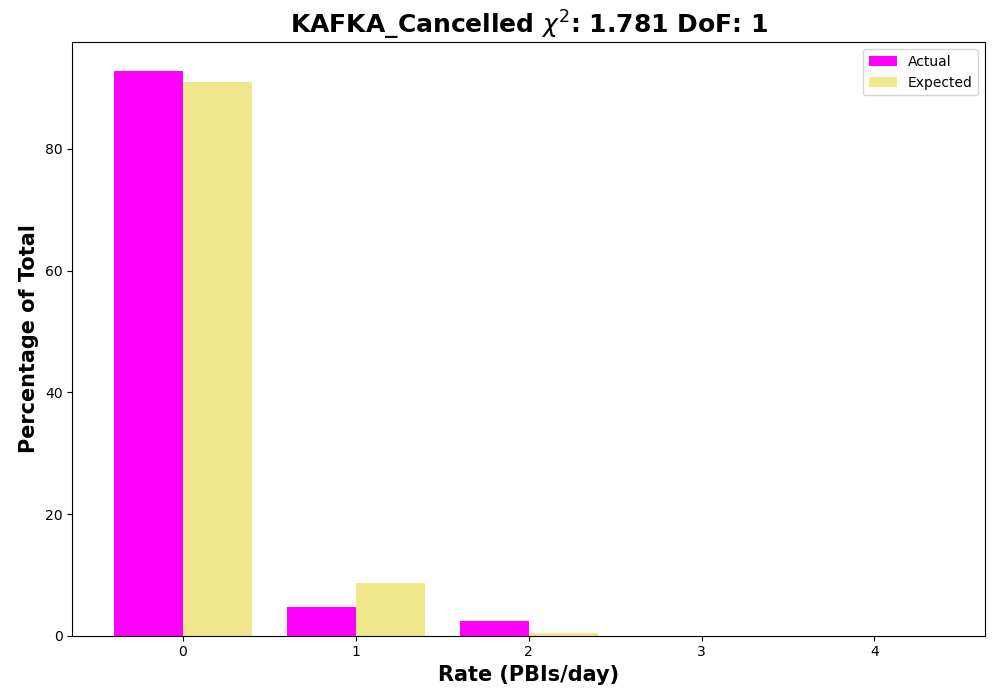 KAFKA_Cancelled χ²: 1.781 DoF: 1
Actual
Expected
Percentage of Total
80
60
40
20
0
0 1 2 3 4
Rate (PBIs/day)